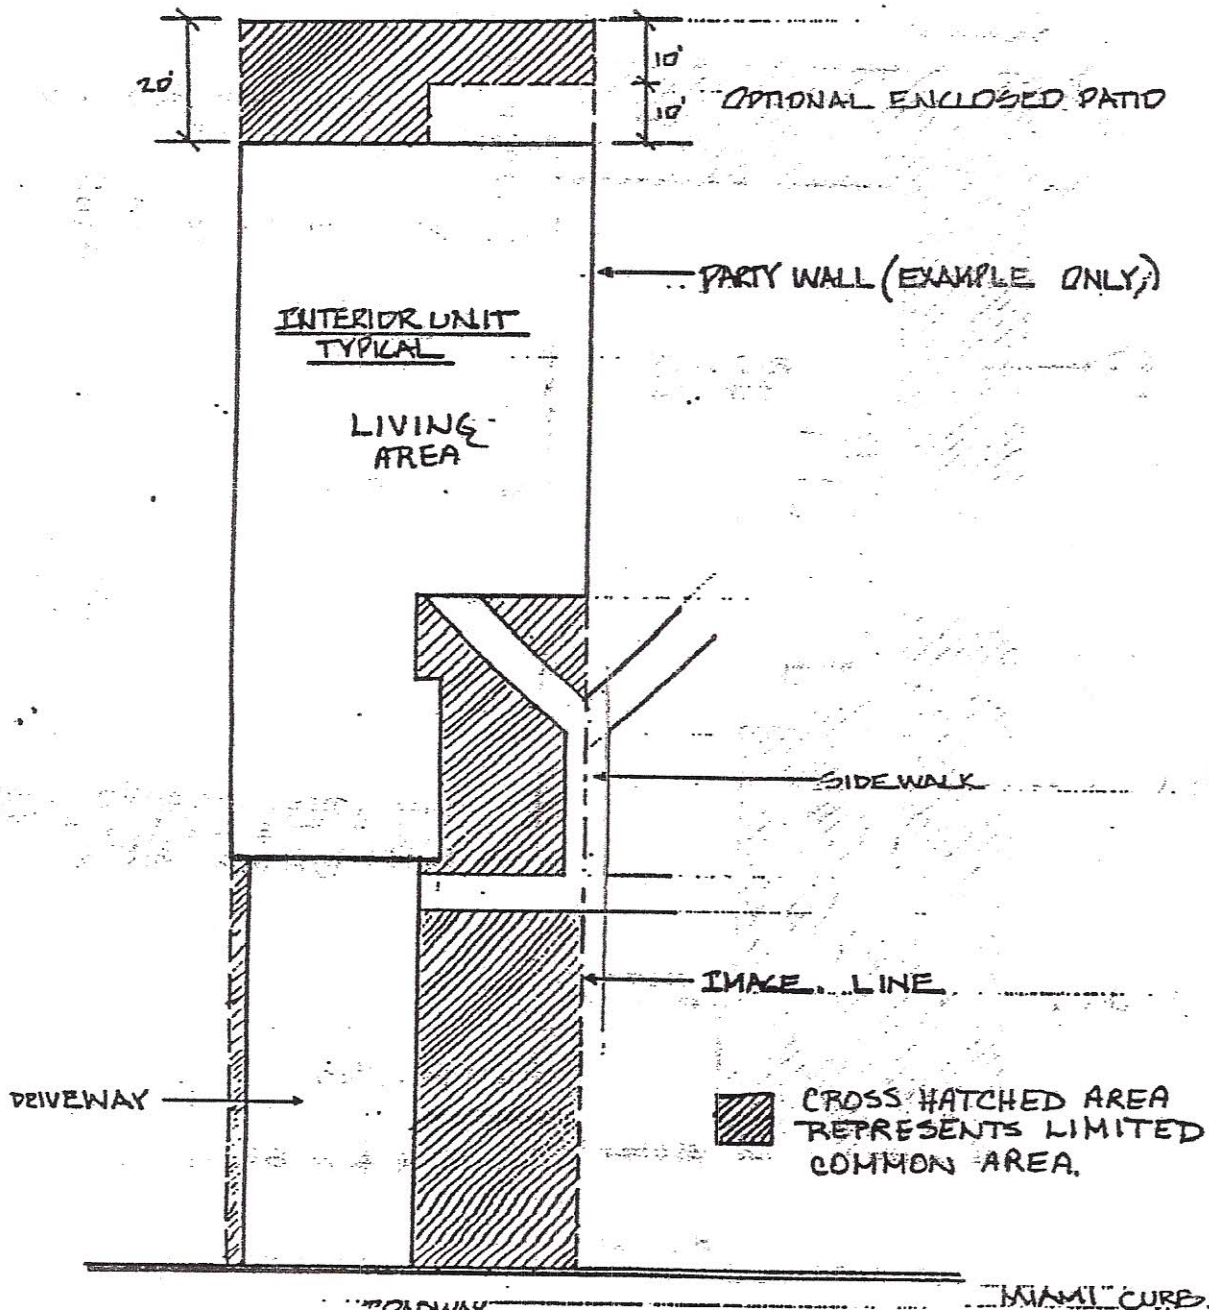 20'
10'
10'
OPTIONAL ENCLOSED PATIO
PARTY WALL (EXAMPLE ONLY)
INTERIOR UNIT
TYPICAL
LIVING
AREA
SIDEWALK
IMAGE LINE
DRIVEWAY
CROSS HATCHED AREA
REPRESENTS LIMITED
COMMON AREA.
"MIAMI" CURB
ROADWAY